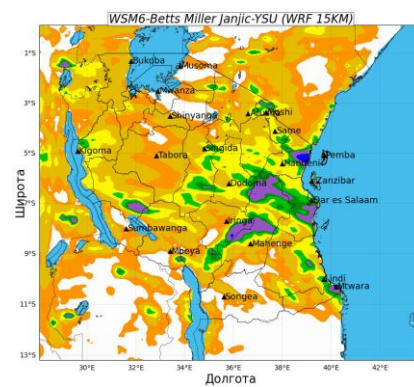 WSM6-Betts Miller Janjic-YSU (WRF 15KM)
1°S
Bukoba
Musoma
Mwanza
3°S
Shinyanga
Moshi
Same
5°S
Kigoma
Tabora
Singida
Handeni
Pemba
Dodoma
Zanzibar
7°S
Dar es Salaam
Iringa
Sumbawanga
Mahenge
9°S
Mbeya
Lindi
Mtwara
Songea
11°S
13°S
30°E
32°E
34°E
36°E
38°E
40°E
42°E
Широта
Долгота